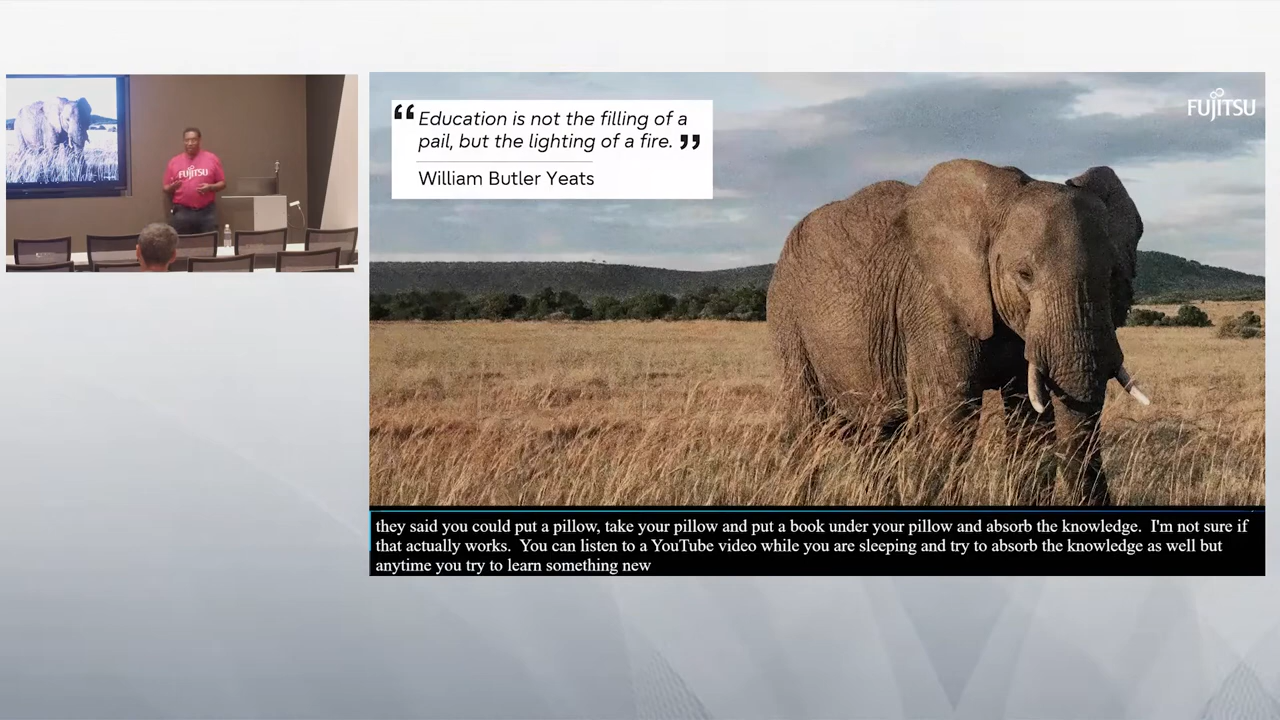 FUJITSU
“Education is not the filling of a
pail, but the lighting of a fire.”
William Butler Yeats
FUJITSU
they said you could put a pillow, take your pillow and put a book under your pillow and absorb the knowledge.  I'm not sure if
that actually works.  You can listen to a YouTube video while you are sleeping and try to absorb the knowledge as well but
anytime you try to learn something new